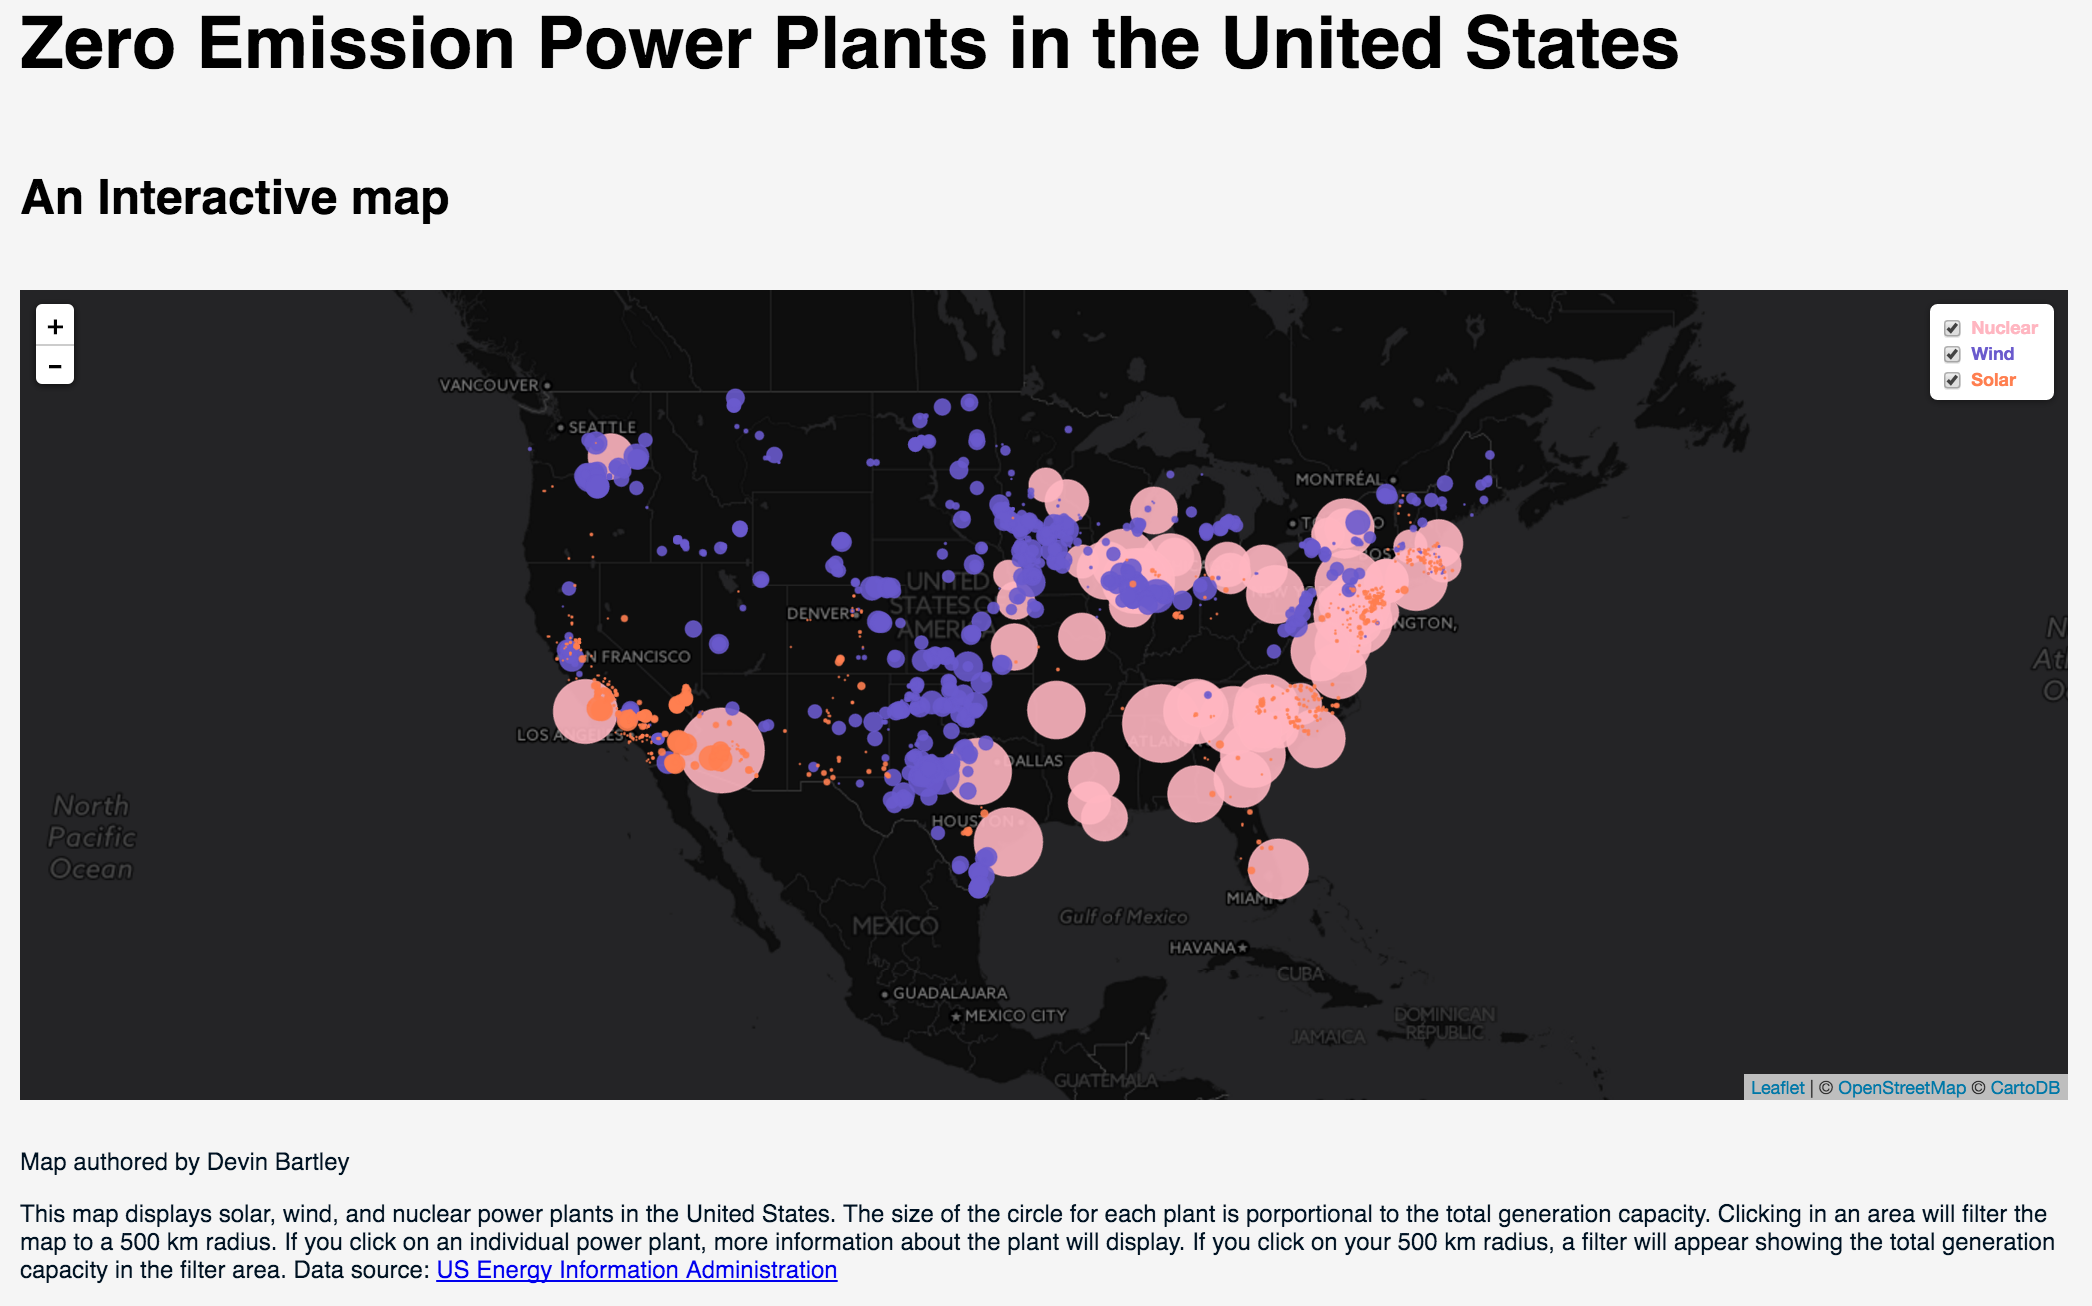 Zero Emission Power Plants in the United States
An Interactive map
+
-
Nuclear
Wind
Solar
VANCOUVER
SEATTLE
MONTRÉAL
UNITED
STATES O
AMERICA
DENVER
NGTON,
N FRANCISCO
LOS ANGELES
ATLAN
DALLAS
HOUSTON
North
Pacific
Ocean
MIAMI
Gulf of Mexico
MEXICO
HAVANA
CUBA
GUADALAJARA
MEXICO CITY
DOMINICAN
REPUBLIC
JAMAICA
GUATEMALA
N
Atl
O
Leaflet | © OpenStreetMap © CartoDB
Map authored by Devin Bartley
This map displays solar, wind, and nuclear power plants in the United States. The size of the circle for each plant is porportional to the total generation capacity. Clicking in an area will filter the
map to a 500 km radius. If you click on an individual power plant, more information about the plant will display. If you click on your 500 km radius, a filter will appear showing the total generation
capacity in the filter area. Data source: US Energy Information Administration